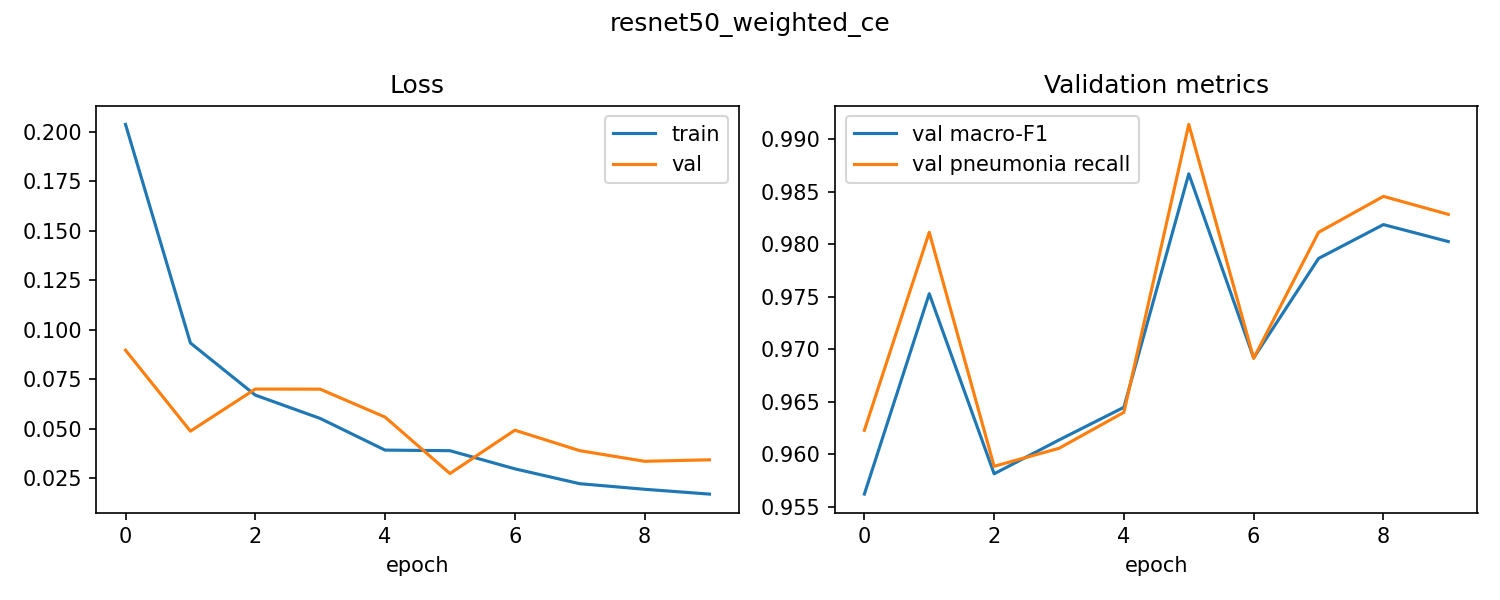 resnet50_weighted_ce
Loss
0.200
0.175
0.150
0.125
0.100
0.075
0.050
0.025
0 2 4 6 8
epoch
train
val
Validation metrics
0.990
0.985
0.980
0.975
0.970
0.965
0.960
0.955
0 2 4 6 8
epoch
val macro-F1
val pneumonia recall